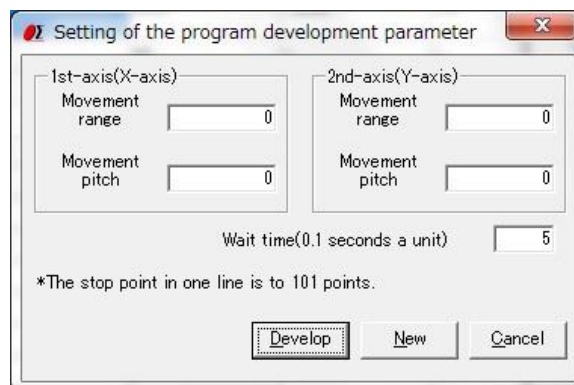 Setting of the program development parameter
1st-axis(X-axis)
Movement range
0
Movement pitch
0
2nd-axis(Y-axis)
Movement range
0
Movement pitch
0
Wait time(0.1 seconds a unit)
5
*The stop point in one line is to 101 points.
Develop
New
Cancel